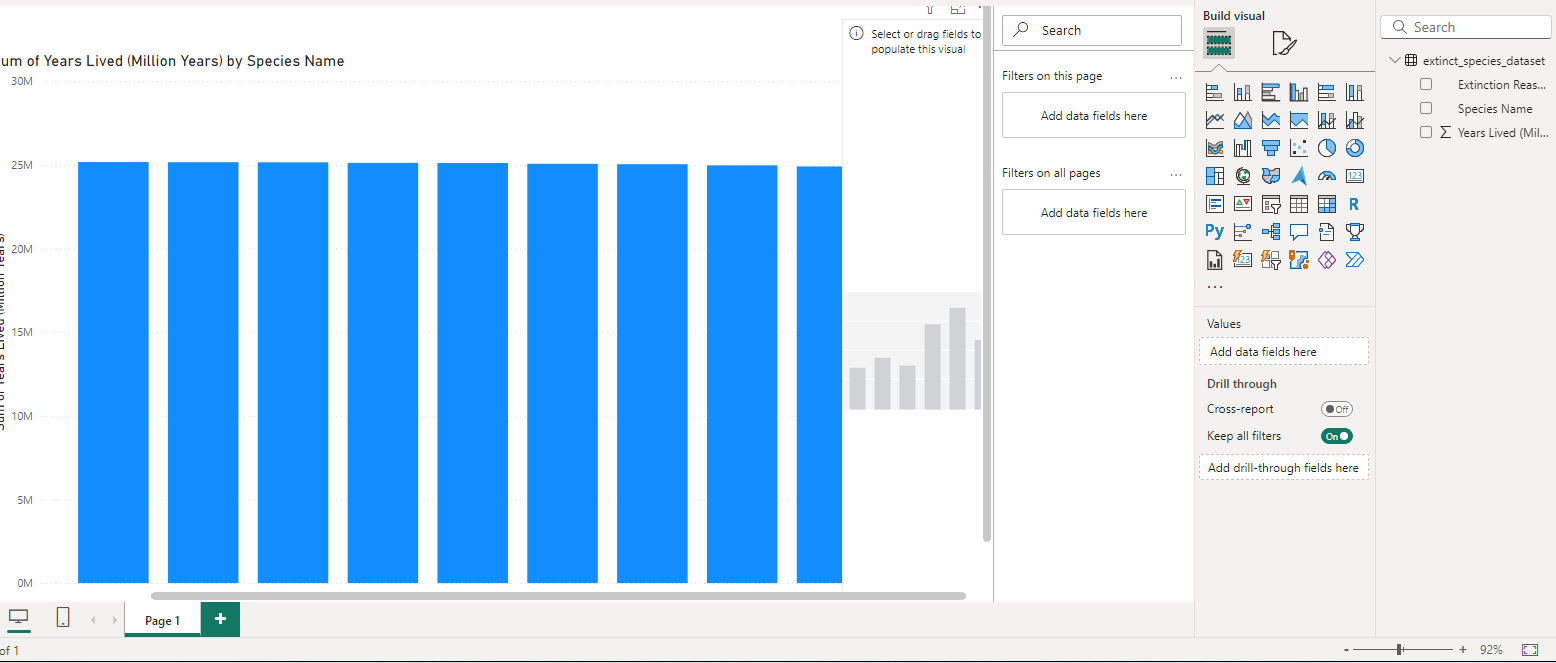 um of Years Lived (Million Years) by Species Name
30M
25M
20M
15M
10M
5M
0M
Sum of Years Lived (Million Years)
Select or drag fields to
populate this visual
Page 1
+
of 1
Search
Filters on this page
...
Add data fields here
Filters on all pages
...
Add data fields here
Build visual
123
R
Py
123
...
Values
Add data fields here
Drill through
Cross-report
Off
Keep all filters
On
Add drill-through fields here
Search
extinct_species_dataset
Extinction Reas...
Species Name
Σ Years Lived (Mil...
- + 92%